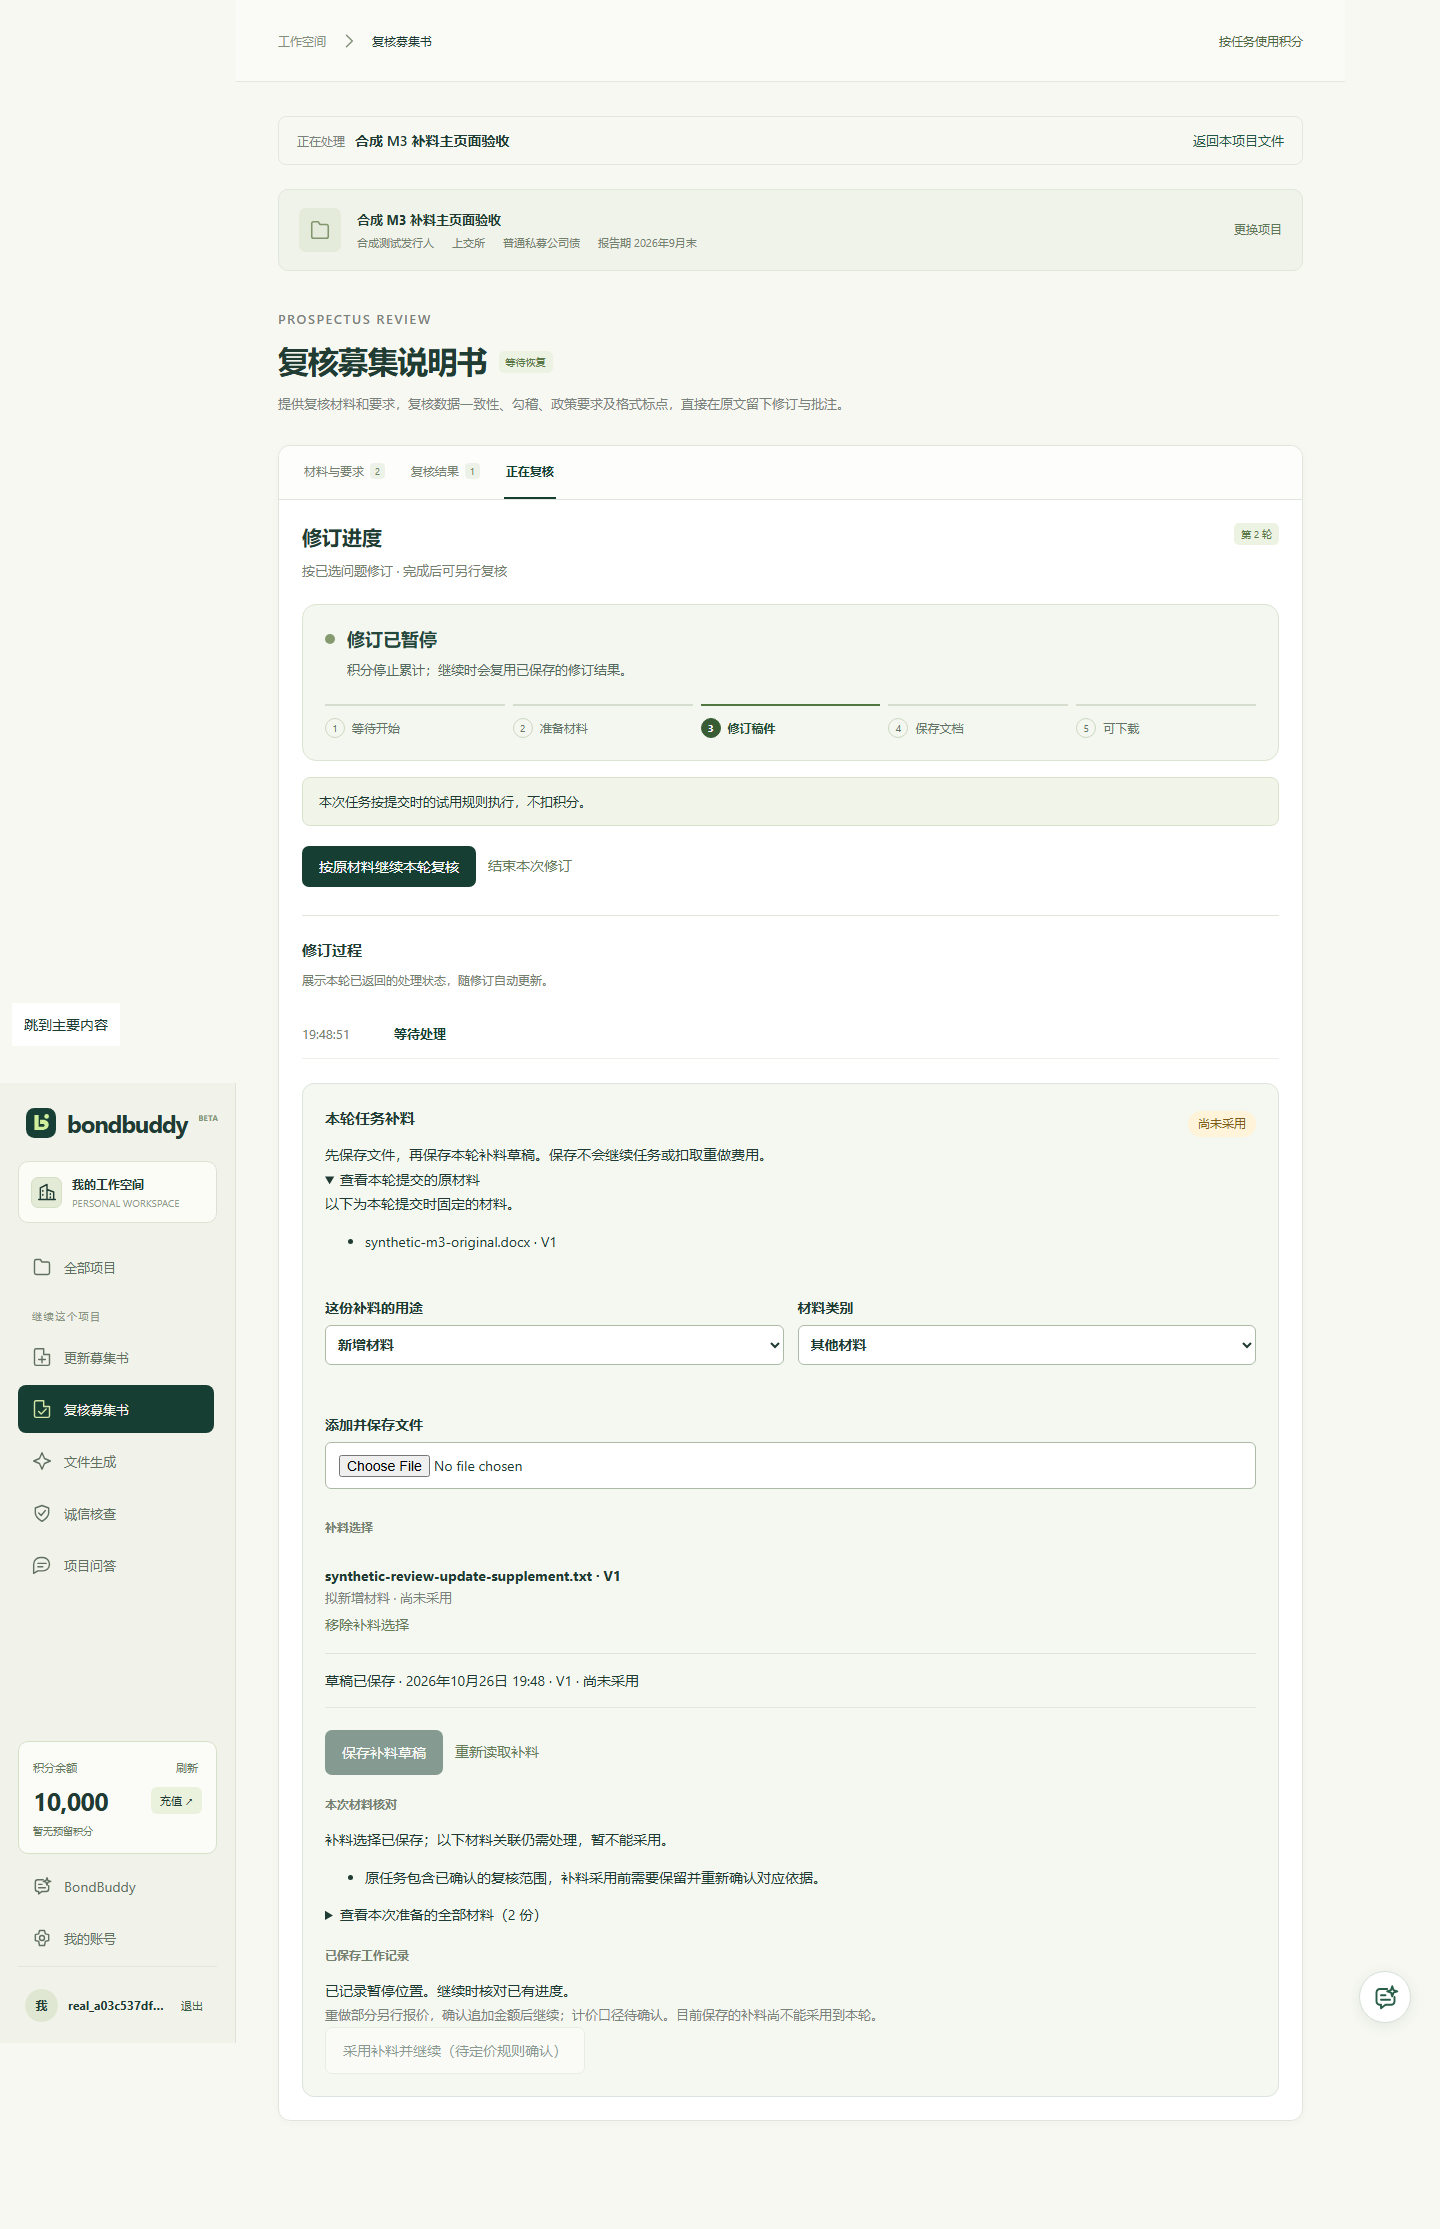 工作空间
复核募集书
按任务使用积分
正在处理 合成 M3 补料主页面验收
返回本项目文件
合成 M3 补料主页面验收
合成测试发行人 上交所 普通私募公司债 报告期 2026年9月末
更换项目
PROSPECTUS REVIEW
复核募集说明书 等待恢复
提供复核材料和要求，复核数据一致性、勾稽、政策要求及格式标点，直接在原文留下修订与批注。
材料与要求 2 复核结果 1 正在复核
修订进度
第 2 轮
按已选问题修订 · 完成后可另行复核
修订已暂停
积分停止累计；继续时会复用已保存的修订结果。
1 等待开始 2 准备材料 3 修订稿件 4 保存文档 5 可下载
本次任务按提交时的试用规则执行，不扣积分。
按原材料继续本轮复核 结束本次修订
修订过程
展示本轮已返回的处理状态，随修订自动更新。
19:48:51 等待处理
跳到主要内容
bondbuddy BETA
我的工作空间
PERSONAL WORKSPACE
全部项目
继续这个项目
更新募集书
复核募集书
文件生成
诚信核查
项目问答
积分余额 刷新
10,000 充值 ↗
暂无预留积分
BondBuddy
我的账号
我 real_a03c537df... 退出
本轮任务补料
尚未采用
先保存文件，再保存本轮补料草稿。保存不会继续任务或扣取重做费用。
▼ 查看本轮提交的原材料
以下为本轮提交时固定的材料。
• synthetic-m3-original.docx · V1
这份补料的用途 材料类别
新增材料 其他材料
添加并保存文件
Choose File No file chosen
补料选择
synthetic-review-update-supplement.txt · V1
拟新增材料 · 尚未采用
移除补料选择
草稿已保存 · 2026年10月26日 19:48 · V1 · 尚未采用
保存补料草稿 重新读取补料
本次材料核对
补料选择已保存；以下材料关联仍需处理，暂不能采用。
• 原任务包含已确认的复核范围，补料采用前需要保留并重新确认对应依据。
▶ 查看本次准备的全部材料（2 份）
已保存工作记录
已记录暂停位置。继续时核对已有进度。
重做部分另行报价，确认追加金额后继续；计价口径待确认。目前保存的补料尚不能采用到本轮。
采用补料并继续（待定价规则确认）